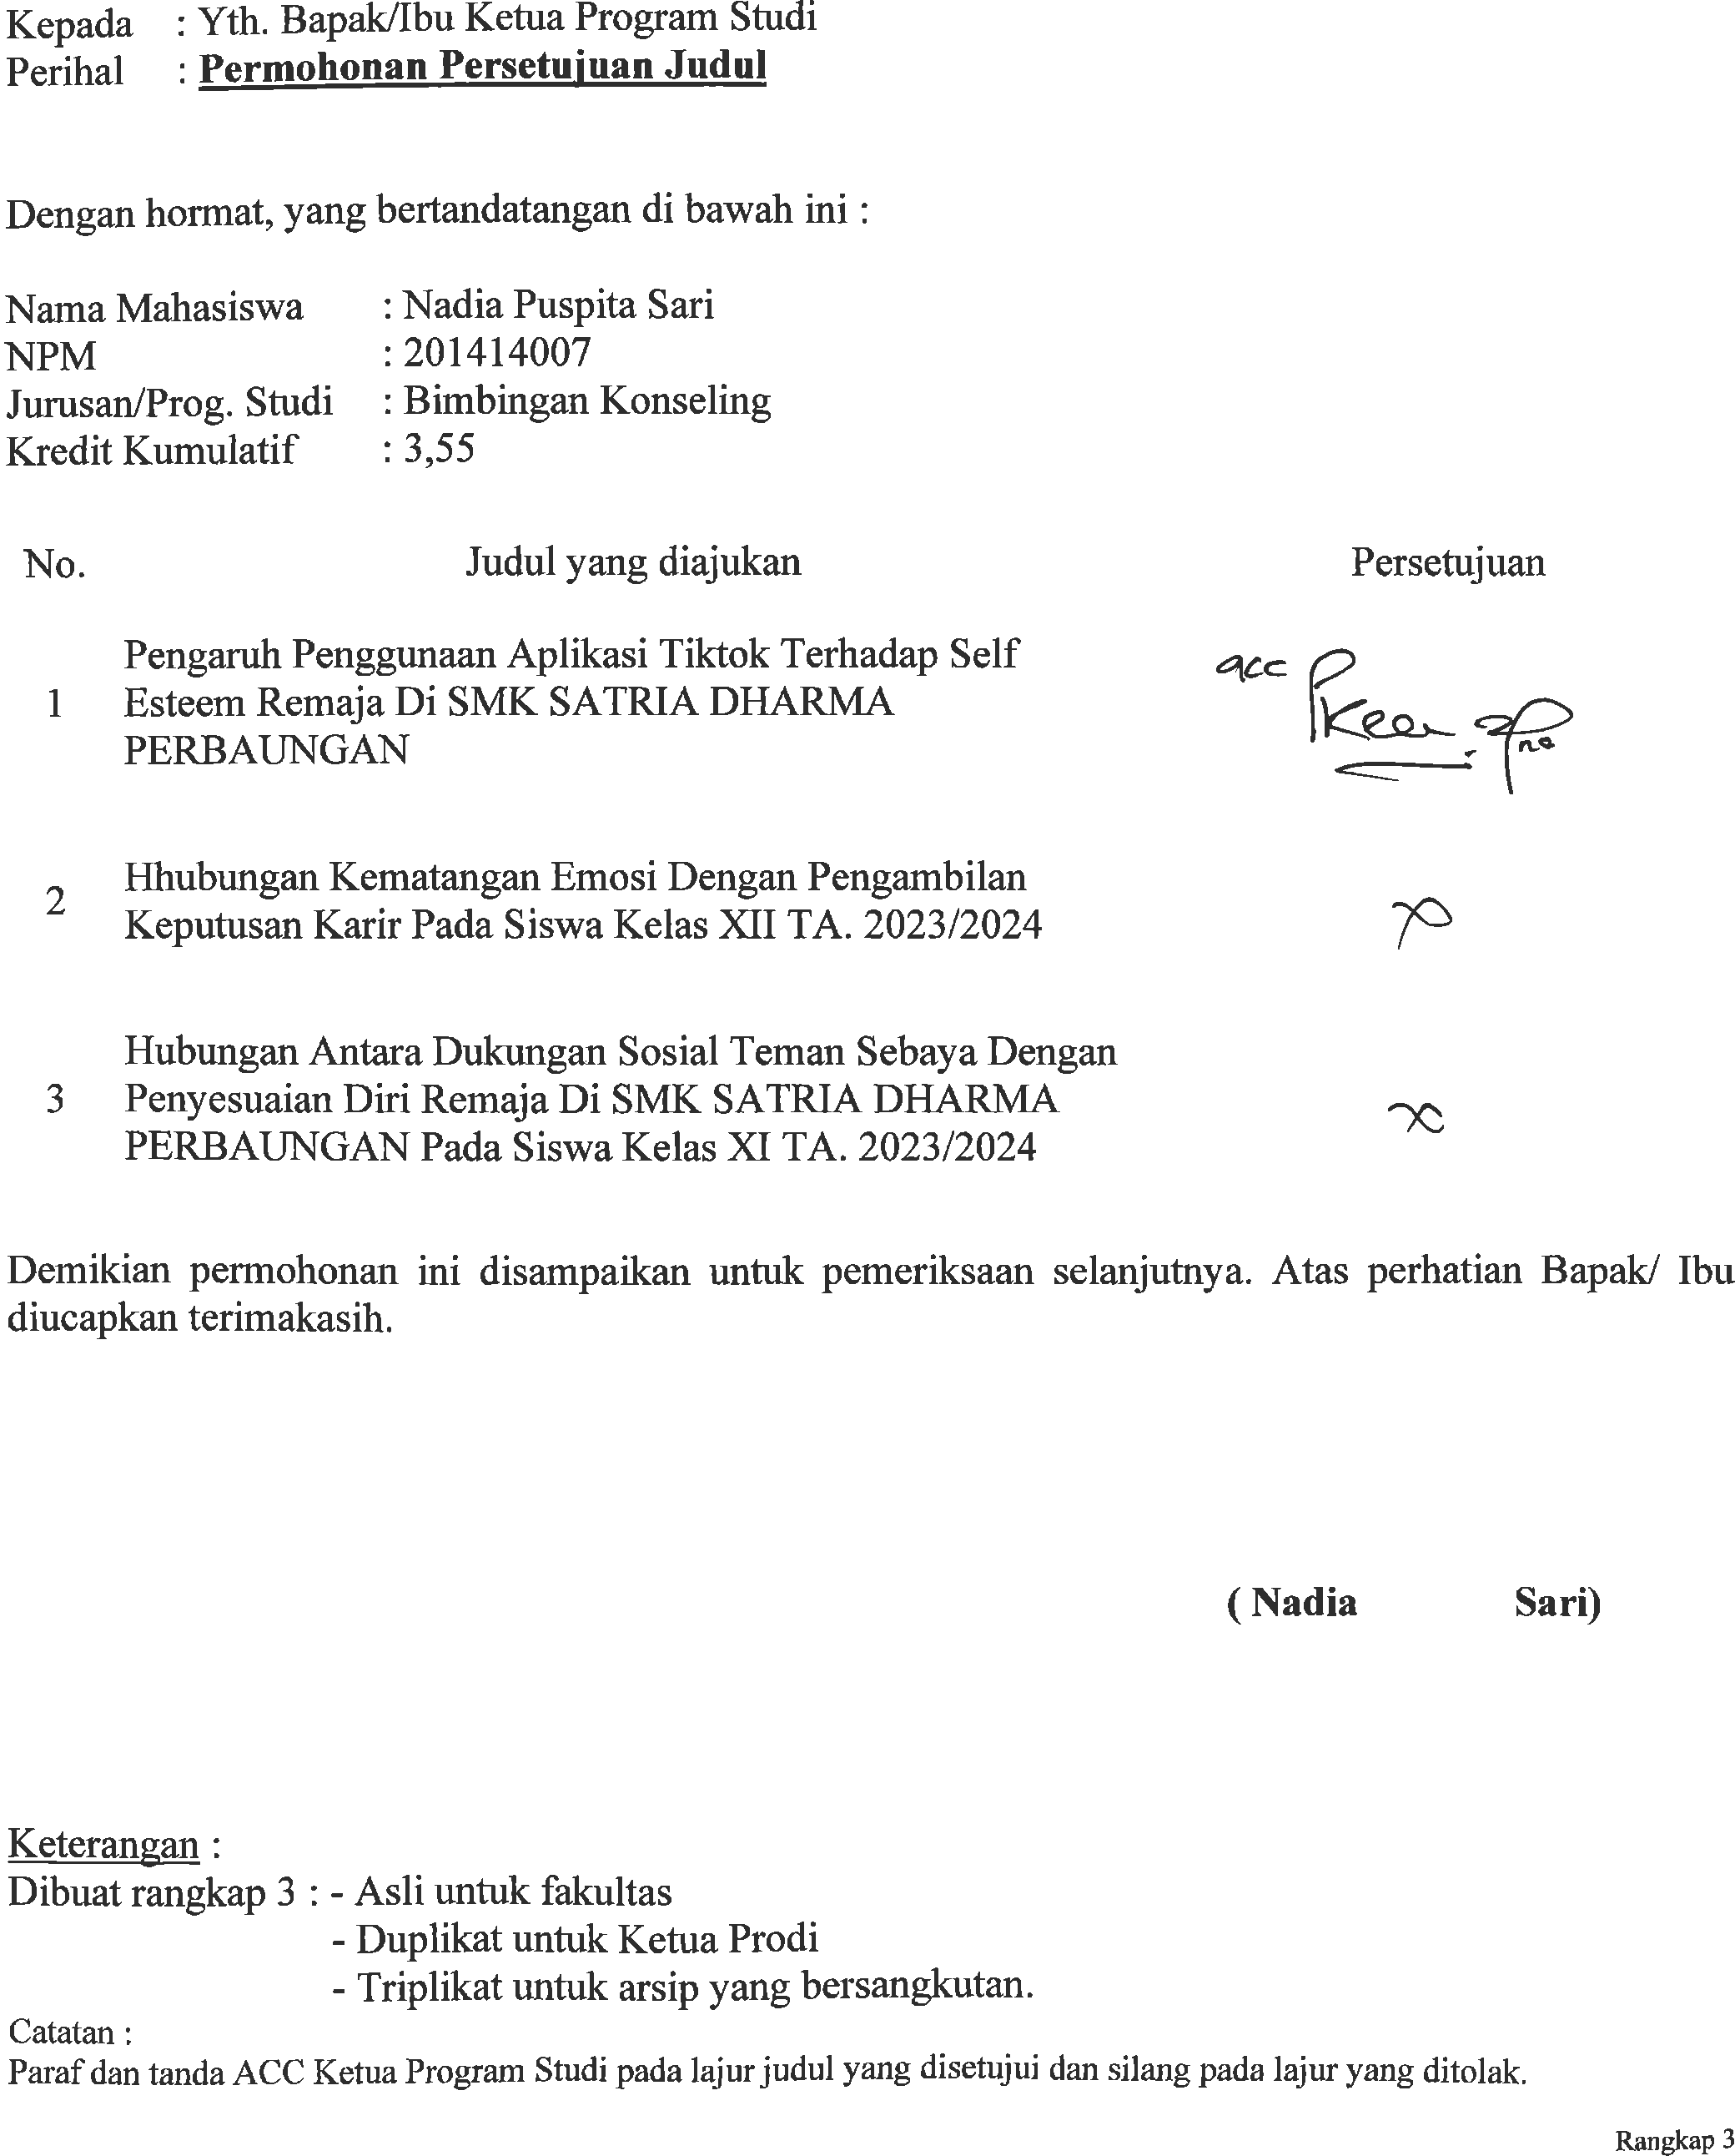 Kepada : Yth. Bapak/Ibu Ketua Program Studi
Perihal : Permohonan Persetujuan Judul
Dengan hormat, yang bertandatangan di bawah ini :
Nama Mahasiswa : Nadia Puspita Sari
NPM : 201414007
Jurusan/Prog. Studi : Bimbingan Konseling
Kredit Kumulatif : 3,55
No. Judul yang diajukan Persetujuan
Pengaruh Penggunaan Aplikasi Tiktok Terhadap Self acc
1 Esteem Remaja Di SMK SATRIA DHARMA
PERBAUNGAN
Hhubungan Kematangan Emosi Dengan Pengambilan
2 Keputusan Karir Pada Siswa Kelas XII TA. 2023/2024
Hubungan Antara Dukungan Sosial Teman Sebaya Dengan
3 Penyesuaian Diri Remaja Di SMK SATRIA DHARMA
PERBAUNGAN Pada Siswa Kelas XI TA. 2023/2024
Demikian permohonan ini disampaikan untuk pemeriksaan selanjutnya. Atas perhatian Bapak/ Ibu
diucapkan terimakasih.
( Nadia Sari)
Keterangan :
Dibuat rangkap 3 : - Asli untuk fakultas
- Duplikat untuk Ketua Prodi
- Triplikat untuk arsip yang bersangkutan.
Catatan :
Paraf dan tanda ACC Ketua Program Studi pada lajur judul yang disetujui dan silang pada lajur yang ditolak.
Rangkap 3